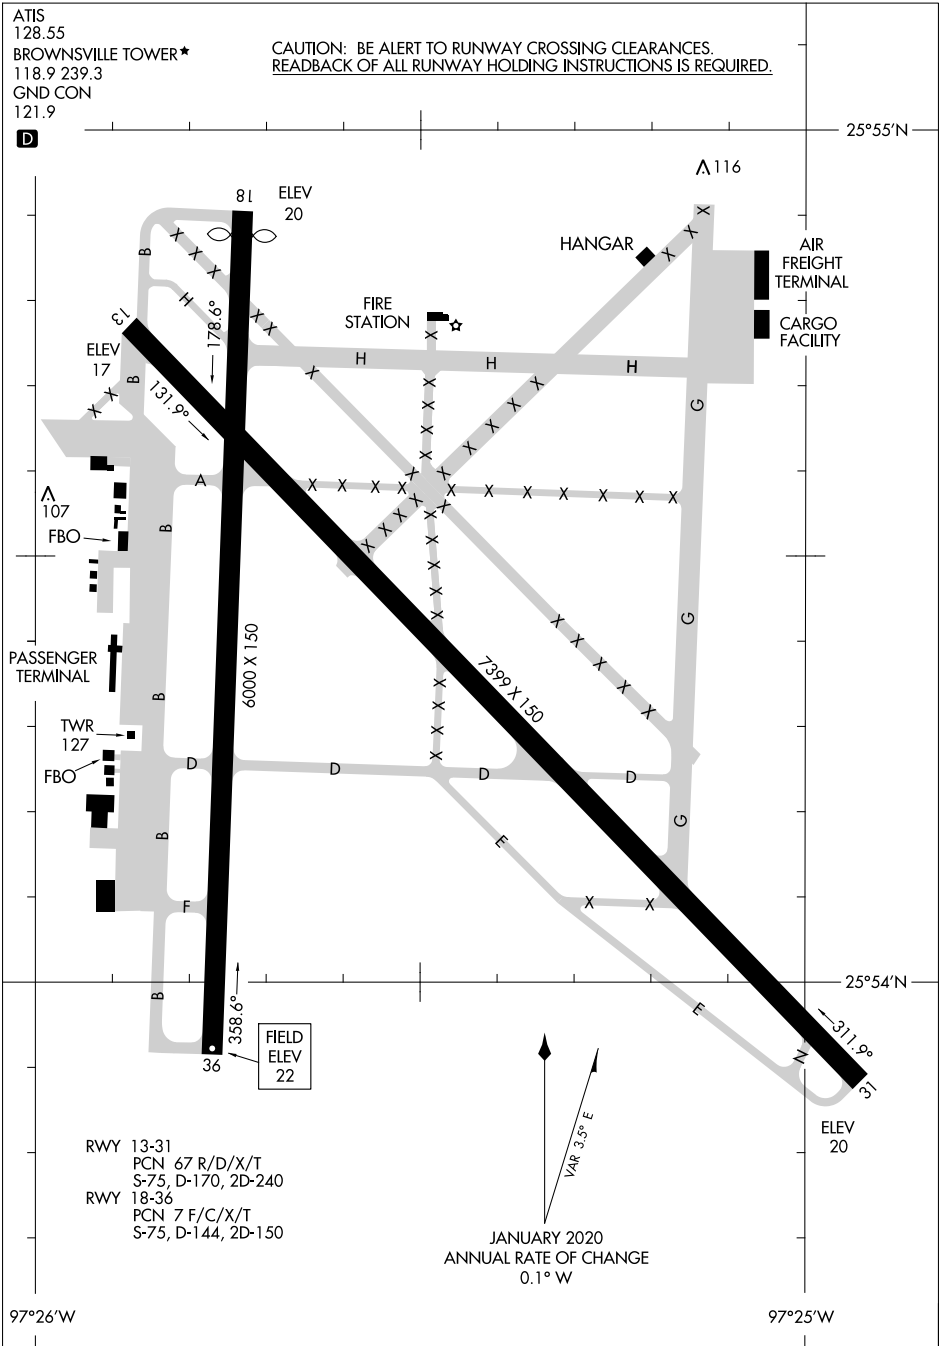 ATIS
128.55
BROWNSVILLE TOWER★
118.9 239.3
GND CON
121.9
D
CAUTION: BE ALERT TO RUNWAY CROSSING CLEARANCES.
READBACK OF ALL RUNWAY HOLDING INSTRUCTIONS IS REQUIRED.
25°55'N
116
18
ELEV
20
HANGAR
AIR
FREIGHT
TERMINAL
B
H
FIRE
STATION
CARGO
FACILITY
13
178.6°
ELEV
17
H
H
H
B
131.9°
G
A
107
FBO
B
G
PASSENGER
TERMINAL
6000 X 150
7399 X 150
B
TWR
127
FBO
D
D
D
D
B
E
G
F
B
358.6°
25°54'N
E
311.9°
N
36
FIELD
ELEV
22
31
ELEV
20
VAR 3.5° E
RWY 13-31
PCN 67 R/D/X/T
S-75, D-170, 2D-240
RWY 18-36
PCN 7 F/C/X/T
S-75, D-144, 2D-150
JANUARY 2020
ANNUAL RATE OF CHANGE
0.1° W
97°26'W
97°25'W
X X X X X X X X X X X X X X X X X X X X X X X X X X X X X X X X X X X X X X X X X X X X X X X X X X X X X X X X X X